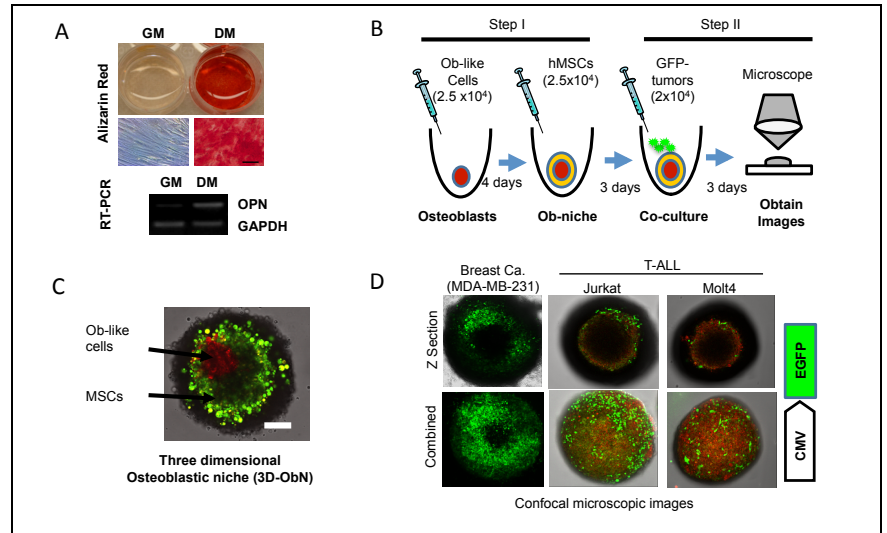 A
GM DM
Alizarin Red
RT-PCR
GM DM
OPN
GAPDH
B
Step I Step II
Ob-like
Cells
(2.5 x10⁴)
hMSCs
(2.5x10⁴)
GFP-
tumors
(2x10⁴)
Microscope
4 days
3 days
3 days
Osteoblasts
Ob-niche
Co-culture
Obtain
Images
C
Ob-like
cells
MSCs
Three dimensional
Osteoblastic niche (3D-ObN)
D
Breast Ca.
(MDA-MB-231)
T-ALL
Jurkat Molt4
Z Section
Combined
EGFP
CMV
Confocal microscopic images